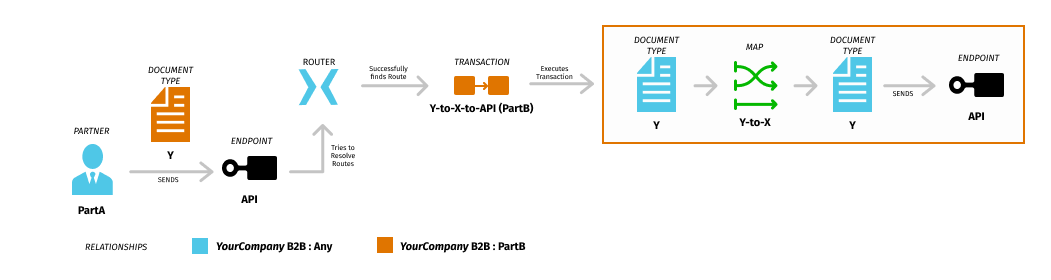 DOCUMENT
TYPE
Y
PARTNER
PartA
SENDS
ENDPOINT
API
Tries to
Resolve
Routes
ROUTER
Successfully
finds Route
TRANSACTION
Y-to-X-to-API (PartB)
Executes
Transaction
DOCUMENT
TYPE
Y
MAP
Y-to-X
DOCUMENT
TYPE
Y
SENDS
ENDPOINT
API
RELATIONSHIPS
YourCompany B2B : Any
YourCompany B2B : PartB